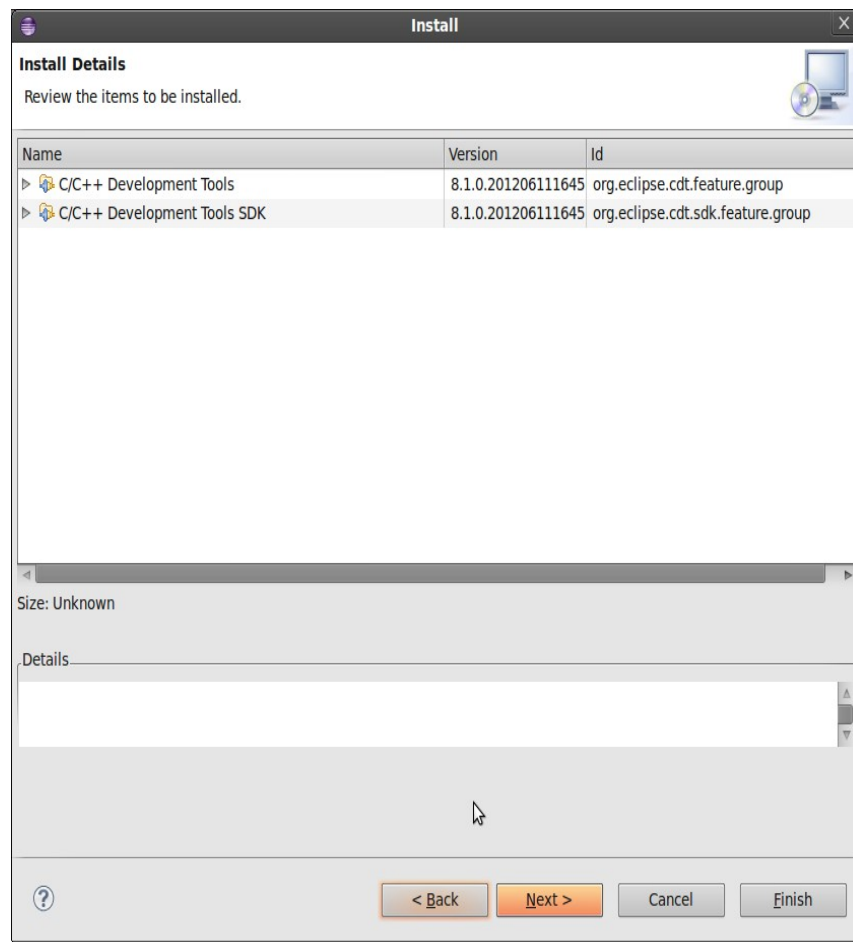 Install
X
Install Details
Review the items to be installed.
Name Version Id
C/C++ Development Tools 8.1.0.201206111645 org.eclipse.cdt.feature.group
C/C++ Development Tools SDK 8.1.0.201206111645 org.eclipse.cdt.sdk.feature.group
Size: Unknown
Details
?
< Back Next > Cancel Finish